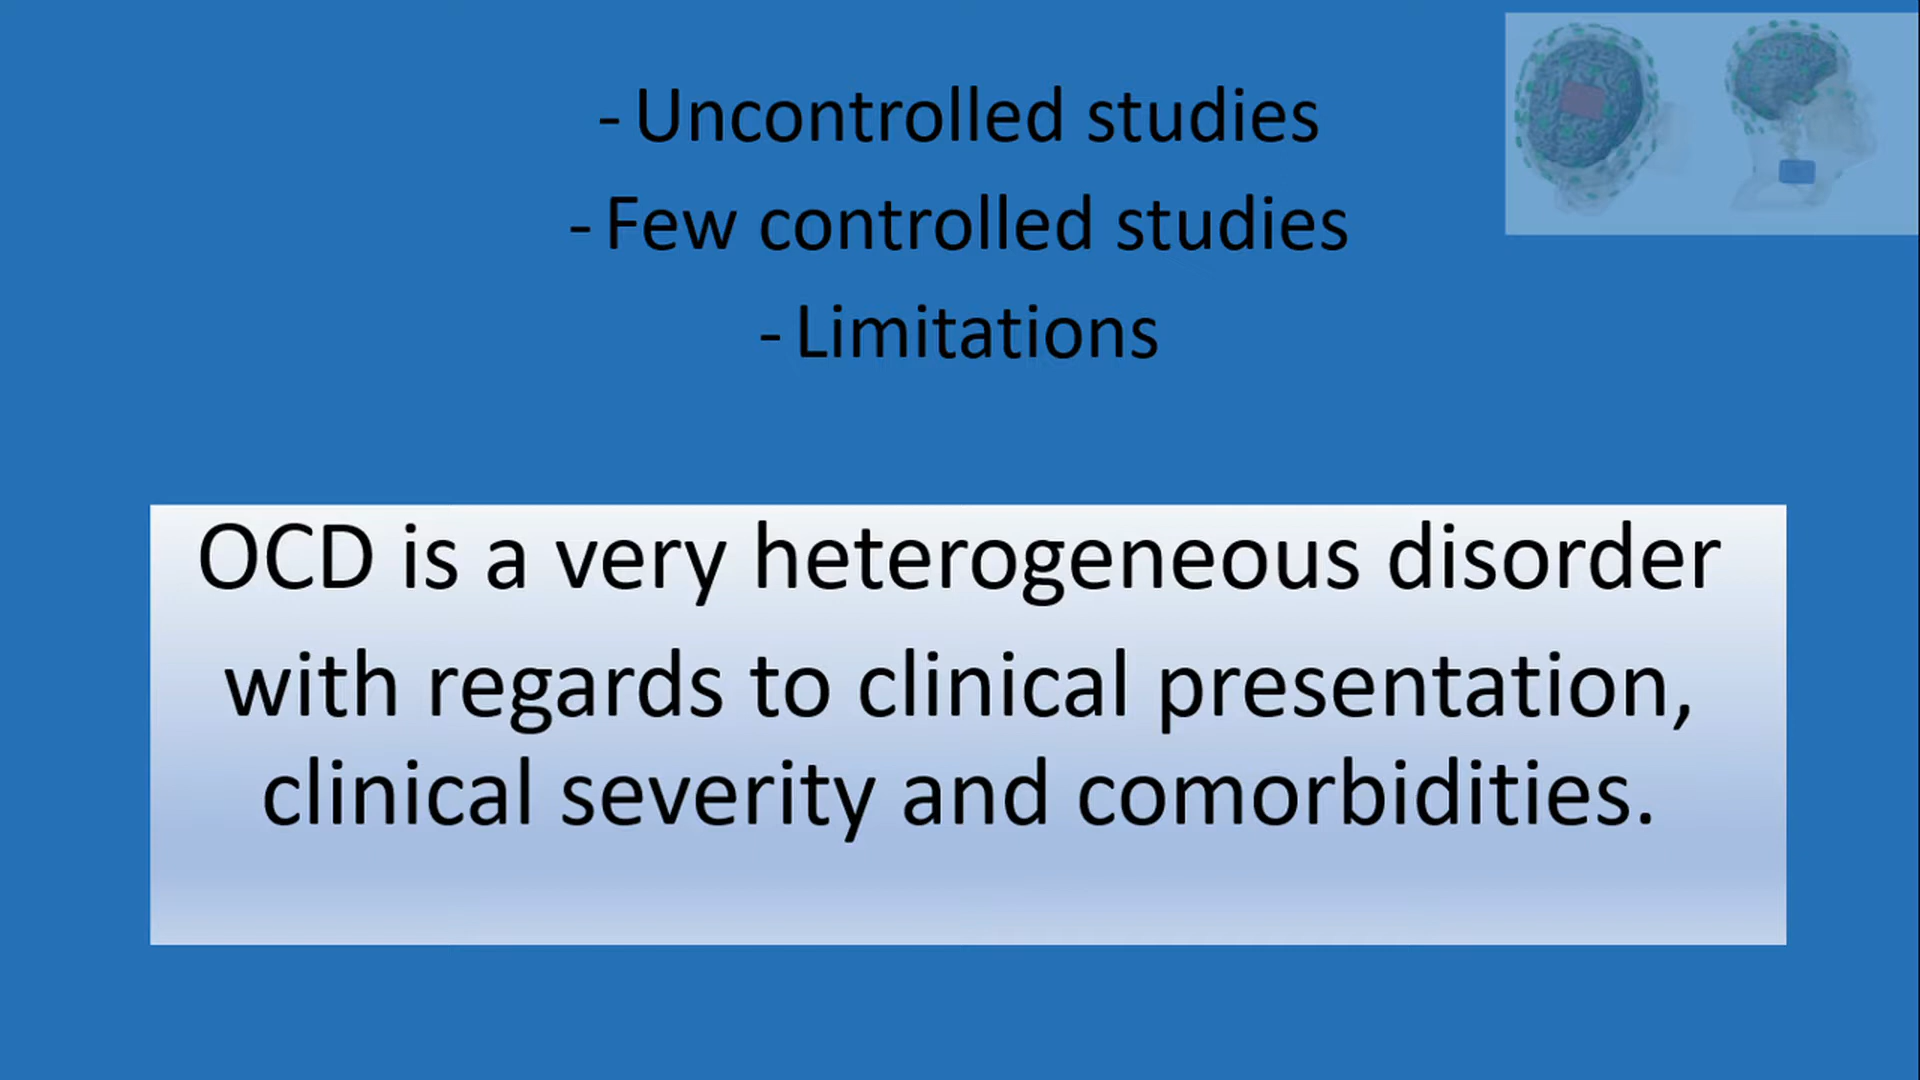 - Uncontrolled studies
- Few controlled studies
- Limitations
OCD is a very heterogeneous disorder
with regards to clinical presentation,
clinical severity and comorbidities.